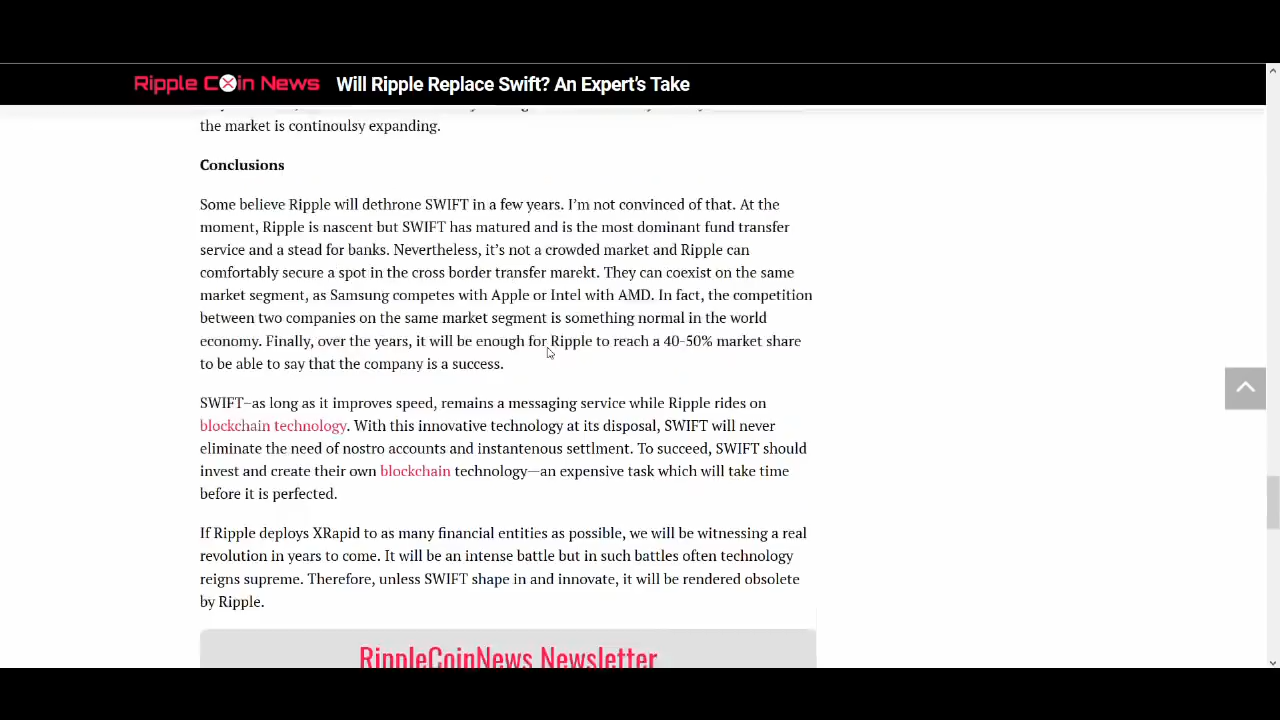 Ripple Coin News Will Ripple Replace Swift? An Expert's Take
the market is continoulsy expanding.
Conclusions
Some believe Ripple will dethrone SWIFT in a few years. I'm not convinced of that. At the
moment, Ripple is nascent but SWIFT has matured and is the most dominant fund transfer
service and a stead for banks. Nevertheless, it's not a crowded market and Ripple can
comfortably secure a spot in the cross border transfer marekt. They can coexist on the same
market segment, as Samsung competes with Apple or Intel with AMD. In fact, the competition
between two companies on the same market segment is something normal in the world
economy. Finally, over the years, it will be enough for Ripple to reach a 40-50% market share
to be able to say that the company is a success.
SWIFT–as long as it improves speed, remains a messaging service while Ripple rides on
blockchain technology. With this innovative technology at its disposal, SWIFT will never
eliminate the need of nostro accounts and instantenous settlment. To succeed, SWIFT should
invest and create their own blockchain technology—an expensive task which will take time
before it is perfected.
If Ripple deploys XRapid to as many financial entities as possible, we will be witnessing a real
revolution in years to come. It will be an intense battle but in such battles often technology
reigns supreme. Therefore, unless SWIFT shape in and innovate, it will be rendered obsolete
by Ripple.
RippleCoinNews Newsletter